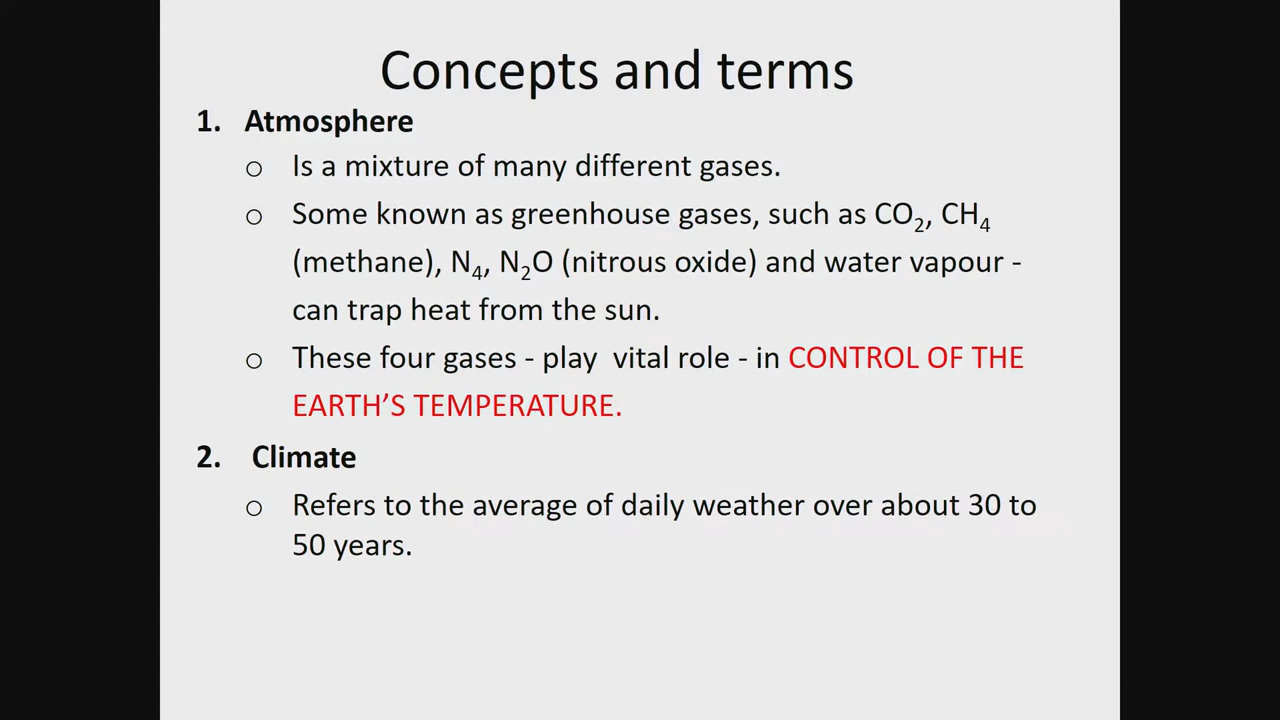 Concepts and terms
1. Atmosphere
o Is a mixture of many different gases.
o Some known as greenhouse gases, such as CO₂, CH₄
(methane), N₄, N₂O (nitrous oxide) and water vapour -
can trap heat from the sun.
o These four gases - play vital role - in CONTROL OF THE
EARTH’S TEMPERATURE.
2. Climate
o Refers to the average of daily weather over about 30 to
50 years.